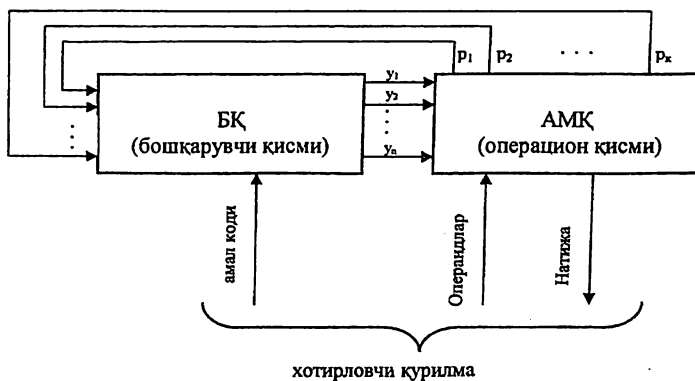 p₁ p₂ · · · pₖ
y₁
y₂
yₙ
БҚ
(бошқарувчи қисми)
АМҚ
(операцион қисми)
амал коди
Операндлар
Натижа
хотирловчи қурилма